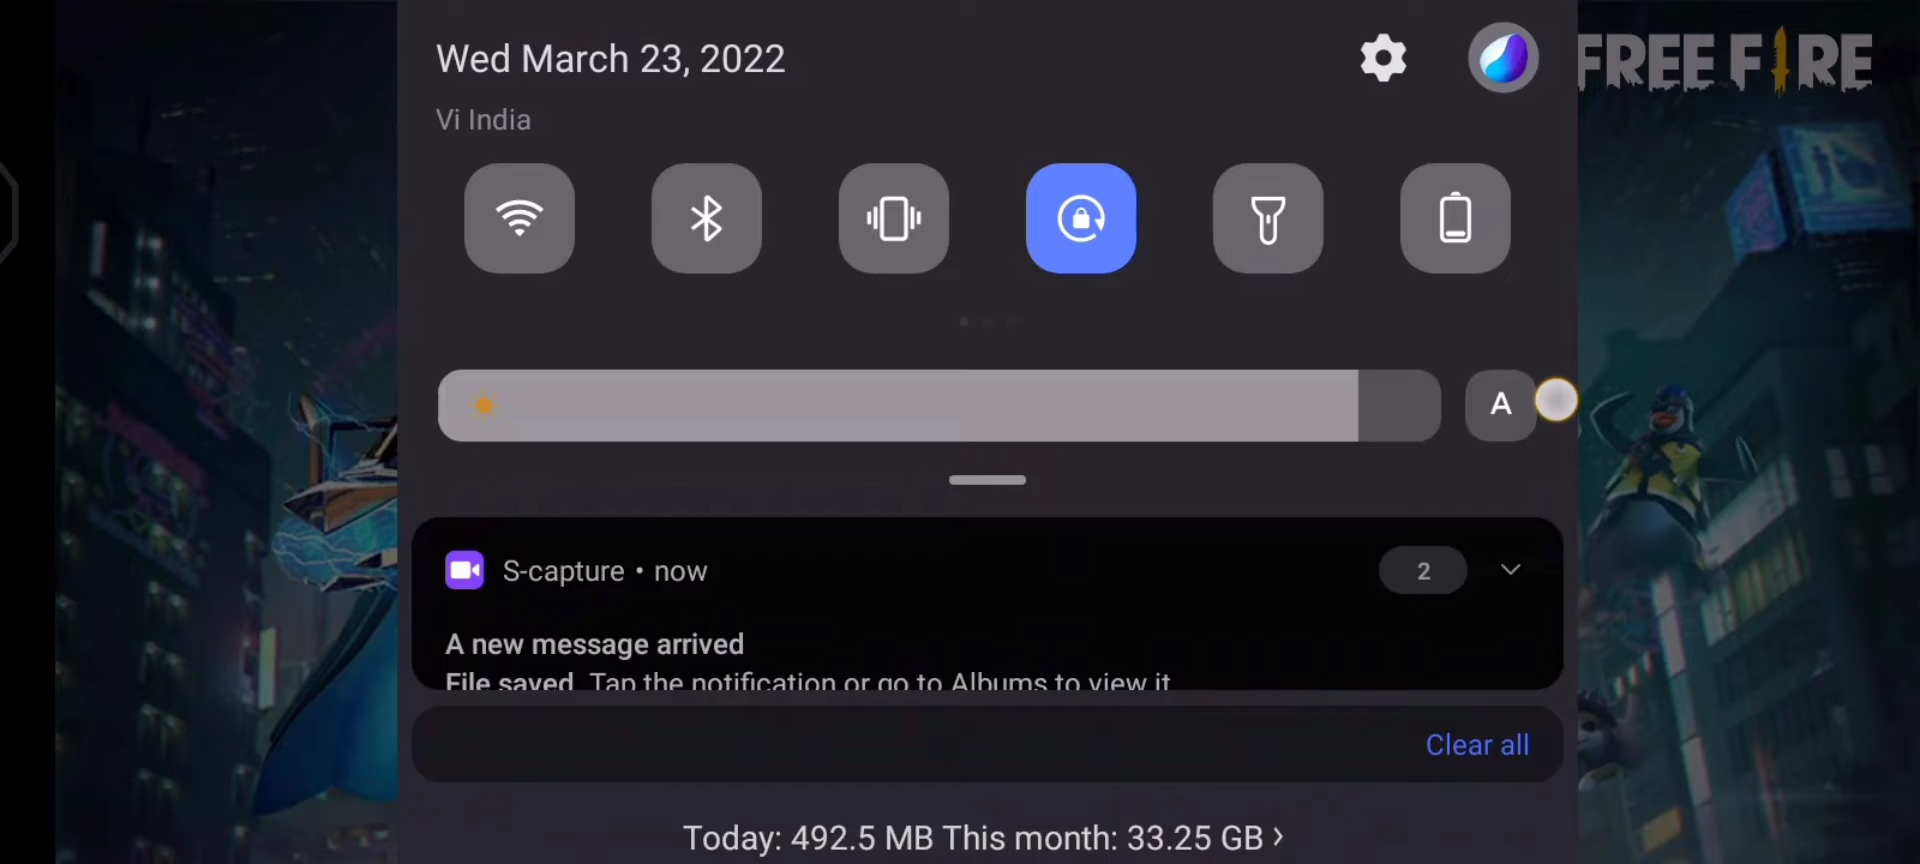 Wed March 23, 2022
FREE FIRE
Vi India
A
S-capture • now
2
A new message arrived
File saved Tap the notification or go to Albums to view it
Clear all
Today: 492.5 MB This month: 33.25 GB ›